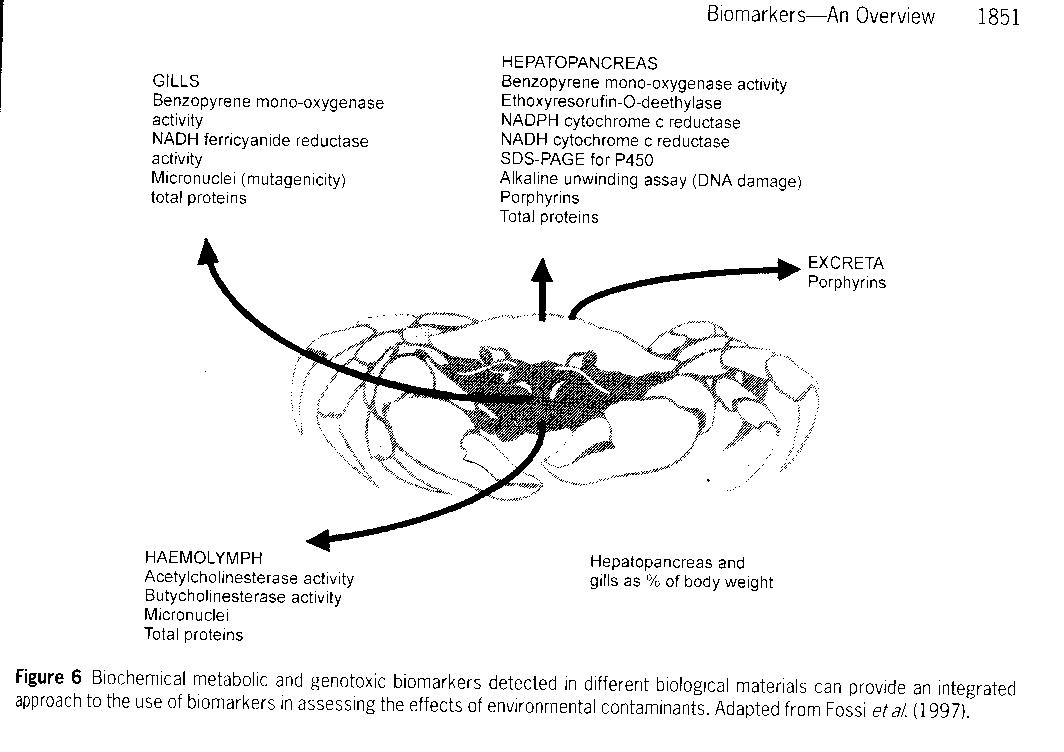 Biomarkers—An Overview 1851
GILLS
Benzopyrene mono-oxygenase
activity
NADH ferricyanide reductase
activity
Micronuclei (mutagenicity)
total proteins
HEPATOPANCREAS
Benzopyrene mono-oxygenase activity
Ethoxyresorufin-O-deethylase
NADPH cytochrome c reductase
NADH cytochrome c reductase
SDS-PAGE for P450
Alkaline unwinding assay (DNA damage)
Porphyrins
Total proteins
EXCRETA
Porphyrins
HAEMOLYMPH
Acetylcholinesterase activity
Butycholinesterase activity
Micronuclei
Total proteins
Hepatopancreas and
gills as % of body weight
Figure 6 Biochemical metabolic and genotoxic biomarkers detected in different biological materials can provide an integrated
approach to the use of biomarkers in assessing the effects of environmental contaminants. Adapted from Fossi et al. (1997).